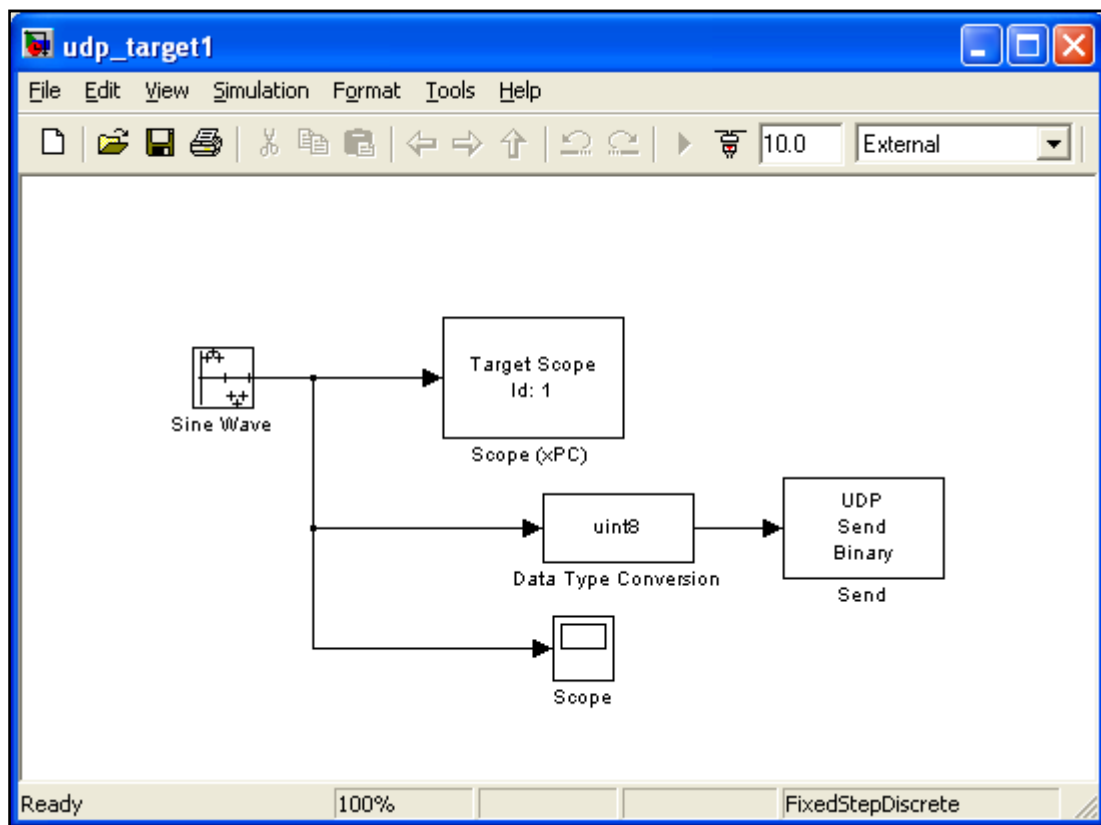 udp_target1
File Edit View Simulation Format Tools Help
10.0 External
Target Scope
Id: 1
Sine Wave
Scope (xPC)
uint8
UDP
Send
Binary
Data Type Conversion
Send
Scope
Ready 100% FixedStepDiscrete